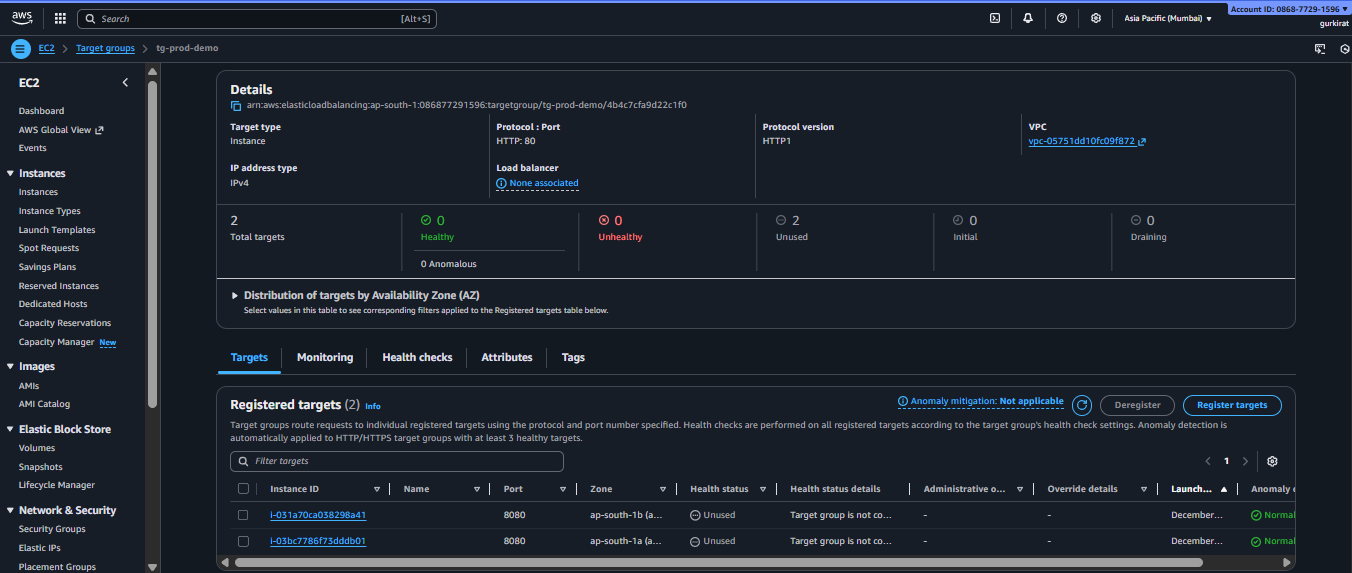 aws Search [Alt+S] Asia Pacific (Mumbai) Account ID: 0868-7729-1596
gurkirat
EC2 Target groups tg-prod-demo
EC2
Dashboard
AWS Global View
Events
Instances
Instances
Instance Types
Launch Templates
Spot Requests
Savings Plans
Reserved Instances
Dedicated Hosts
Capacity Reservations
Capacity Manager New
Images
AMIs
AMI Catalog
Elastic Block Store
Volumes
Snapshots
Lifecycle Manager
Network & Security
Security Groups
Elastic IPs
Placement Groups
Details
arn:aws:elasticloadbalancing:ap-south-1:086877291596:targetgroup/tg-prod-demo/4b4c7cfa9d22c1f0
Target type
Instance
Protocol : Port
HTTP: 80
Protocol version
HTTP1
VPC
vpc-05751dd10fc09f872
IP address type
IPv4
Load balancer
None associated
2
Total targets
0
Healthy
0 Anomalous
0
Unhealthy
2
Unused
0
Initial
0
Draining
Distribution of targets by Availability Zone (AZ)
Select values in this table to see corresponding filters applied to the Registered targets table below.
Targets Monitoring Health checks Attributes Tags
Registered targets (2) Info
Anomaly mitigation: Not applicable Deregister Register targets
Target groups route requests to individual registered targets using the protocol and port number specified. Health checks are performed on all registered targets according to the target group's health check settings. Anomaly detection is
automatically applied to HTTP/HTTPS target groups with at least 3 healthy targets.
Filter targets 1
Instance ID Name Port Zone Health status Health status details Administrative o... Override details Launch... Anomaly
i-031a70ca038298a41 8080 ap-south-1b (a... Unused Target group is not co... - - December... Normal
i-03bc7786f73dddb01 8080 ap-south-1a (a... Unused Target group is not co... - - December... Normal